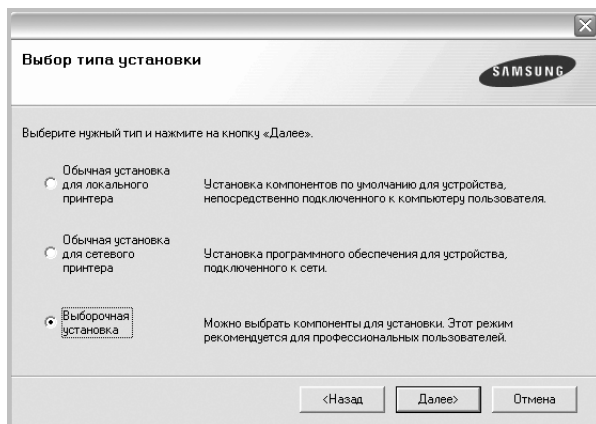 Выбор типа установки
SAMSUNG
Выберите нужный тип и нажмите на кнопку «Далее».
Обычная установка
для локального
принтера
Установка компонентов по умолчанию для устройства,
непосредственно подключенного к компьютеру пользователя.
Обычная установка
для сетевого
принтера
Установка программного обеспечения для устройства,
подключенного к сети.
Выборочная
установка
Можно выбрать компоненты для установки. Этот режим
рекомендуется для профессиональных пользователей.
<Назад
Далее>
Отмена